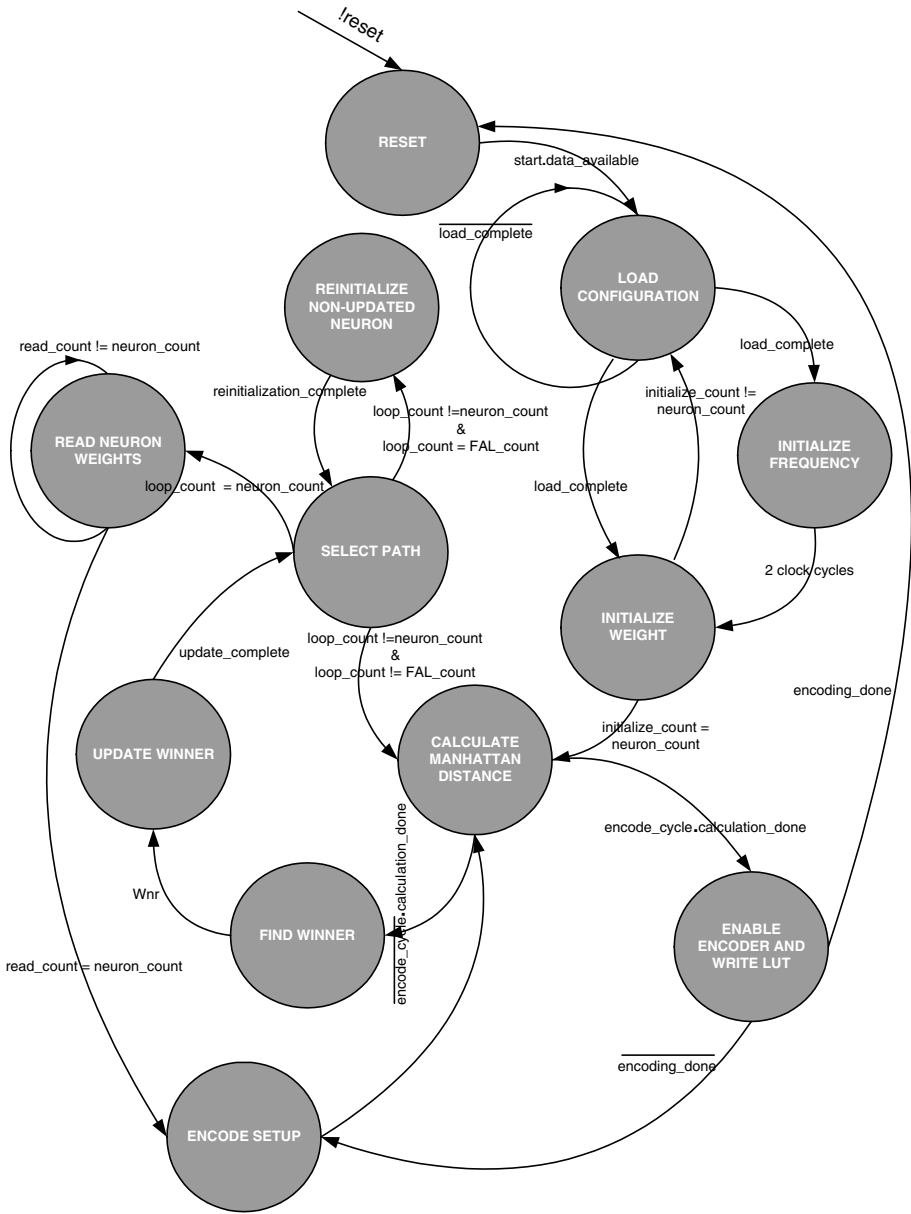 !reset
RESET
start.data_available
load_complete
LOAD
CONFIGURATION
REINITIALIZE
NON-UPDATED
NEURON
read_count != neuron_count
load_complete
reinitialization_complete
initialize_count !=
neuron_count
loop_count !=neuron_count
&
loop_count = FAL_count
READ NEURON
WEIGHTS
INITIALIZE
FREQUENCY
loop_count = neuron_count
load_complete
SELECT PATH
2 clock cycles
INITIALIZE
WEIGHT
loop_count !=neuron_count
&
loop_count != FAL_count
update_complete
encoding_done
initialize_count =
neuron_count
UPDATE WINNER
CALCULATE
MANHATTAN
DISTANCE
encode_cycle.calculation_done
encode_cycle.calculation_done
Wnr
FIND WINNER
ENABLE
ENCODER AND
WRITE LUT
read_count = neuron_count
encoding_done
ENCODE SETUP